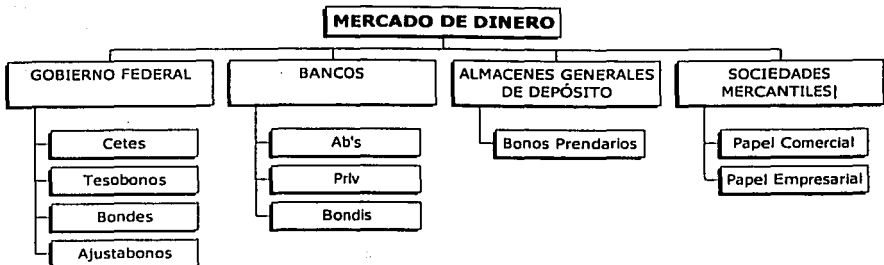 MERCADO DE DINERO
GOBIERNO FEDERAL
Cetes
Tesobonos
Bondes
Ajustabonos
BANCOS
Ab's
Prlv
Bondis
ALMACENES GENERALES
DE DEPÓSITO
Bonos Prendarios
SOCIEDADES
MERCANTILES|
Papel Comercial
Papel Empresarial